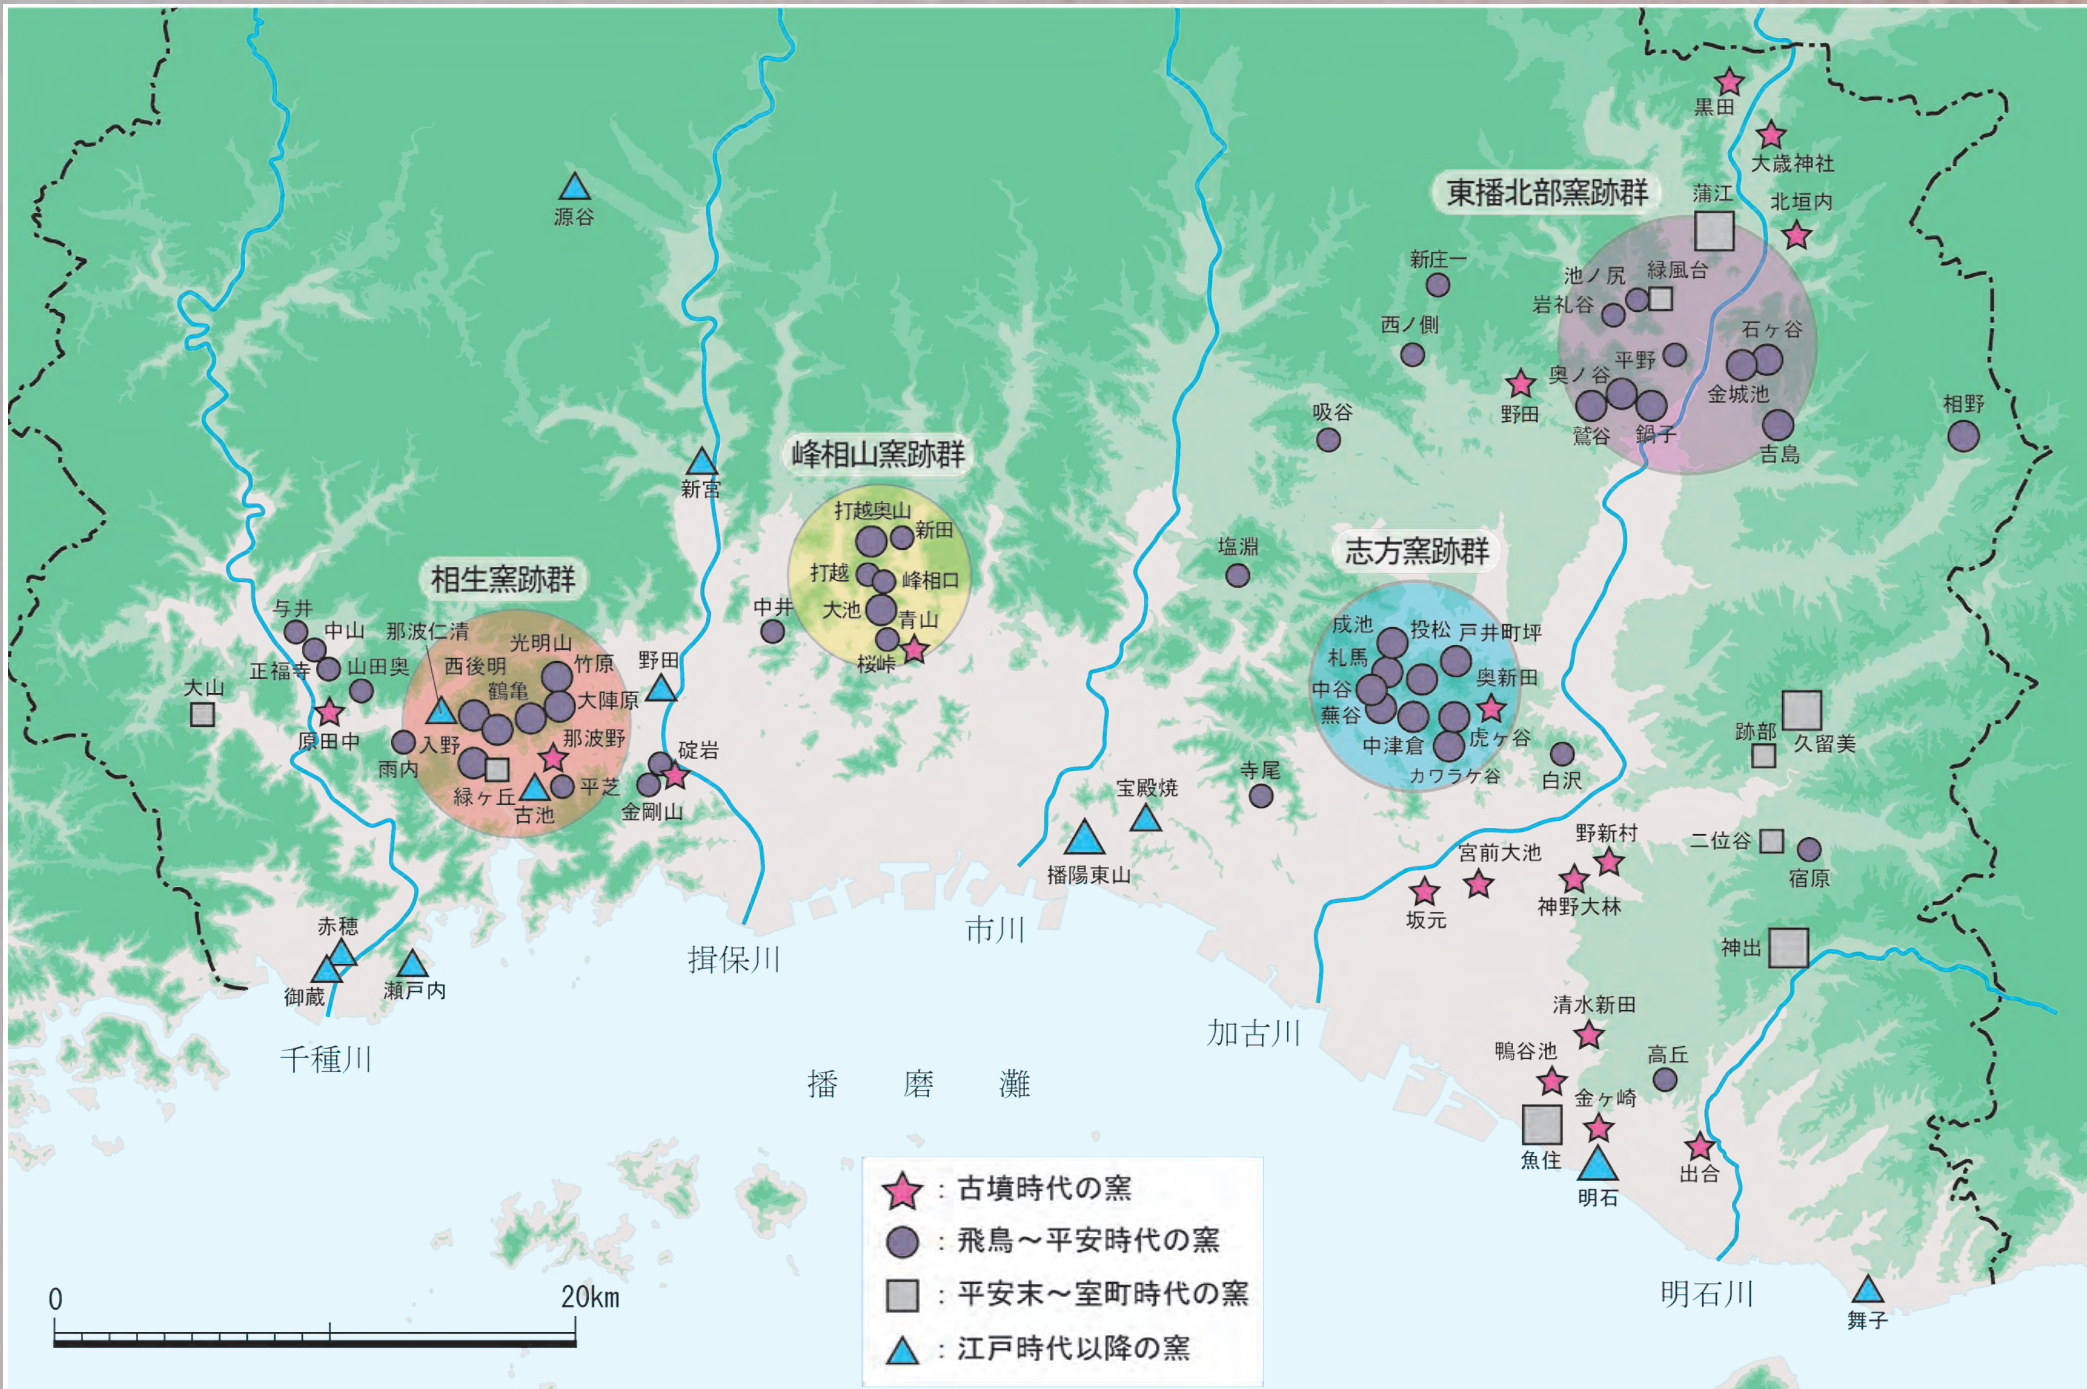 黒田
大歳神社
東播北部窯跡群
蒲江
北垣内
源谷
新庄一
池ノ尻
緑風台
岩礼谷
西ノ側
石ヶ谷
平野
奥ノ谷
金城池
野田
鷲谷
鍋子
吉島
相野
吸谷
峰相山窯跡群
新宮
打越奥山
新田
打越
峰相口
大池
青山
桜峠
中井
塩淵
志方窯跡群
成池
投松
戸井町坪
札馬
中谷
奥新田
蕪谷
中津倉
虎ヶ谷
カワラケ谷
白沢
相生窯跡群
与井
中山
那波仁清
光明山
正福寺
山田奥
西後明
竹原
野田
大山
鶴亀
大陣原
原田中
入野
那波野
碇岩
雨内
緑ヶ丘
古池
平芝
金剛山
寺尾
宝殿焼
播陽東山
跡部
久留美
野新村
宮前大池
二位谷
宿原
坂元
神野大林
神出
赤穂
御蔵
瀬戸内
千種川
揖保川
市川
加古川
播磨灘
清水新田
鴨谷池
高丘
金ヶ崎
魚住
明石
出合
明石川
舞子
0
20km
：古墳時代の窯
：飛鳥～平安時代の窯
：平安末～室町時代の窯
：江戸時代以降の窯